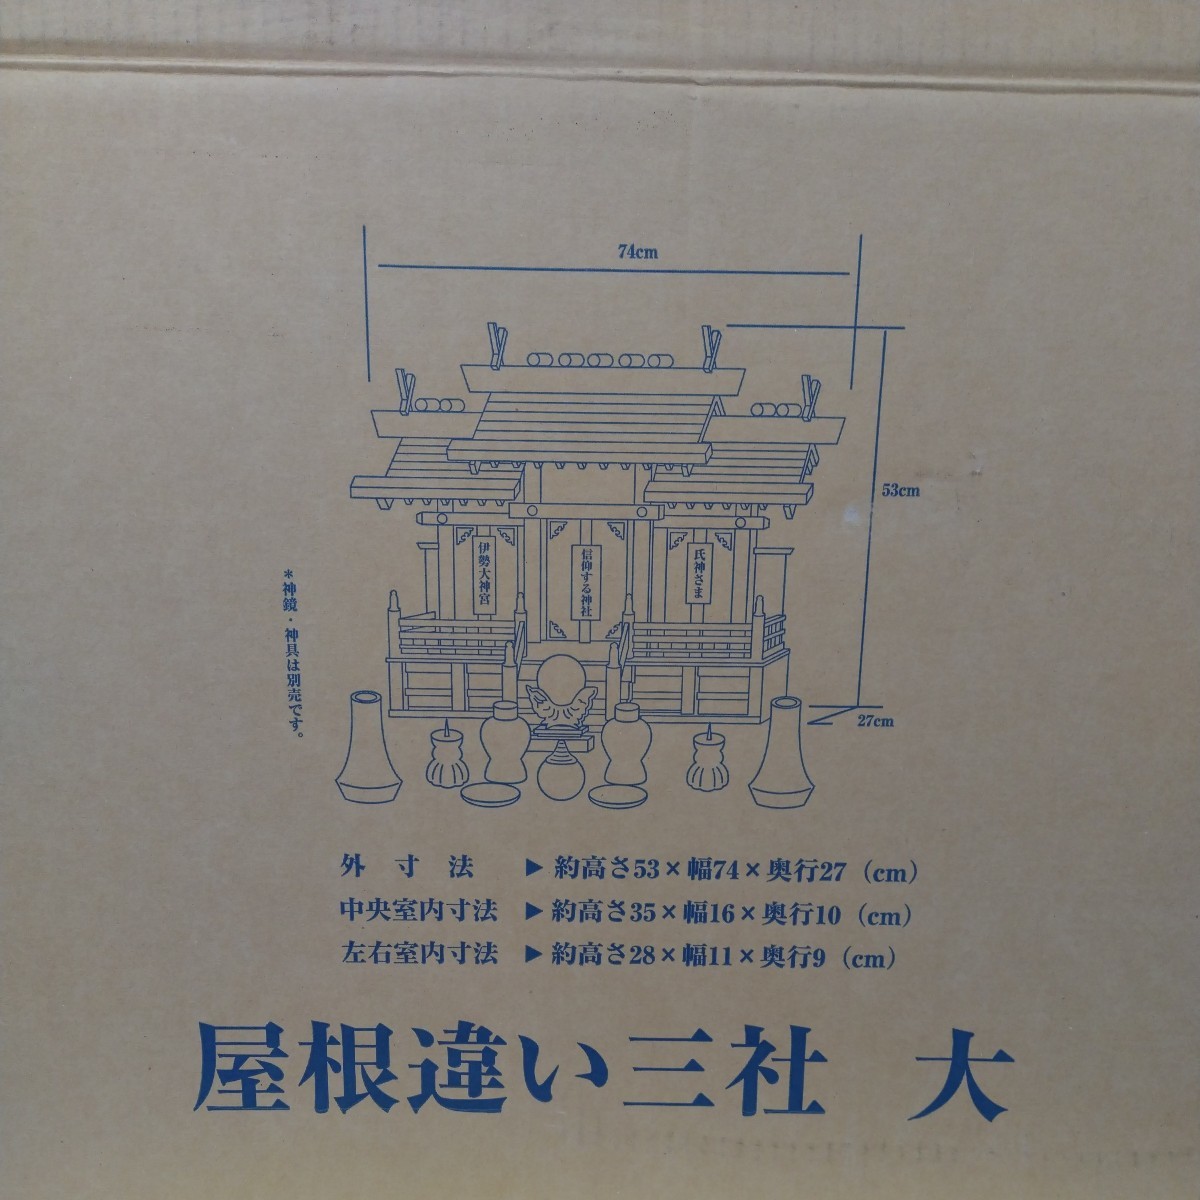 74cm
53cm
27cm
伊勢大神宮
信仰する神社
氏神さま
*神鏡・神具は別売です。
外寸法 ▶ 約高さ53×幅74×奥行27 (cm)
中央室内寸法 ▶ 約高さ35×幅16×奥行10 (cm)
左右室内寸法 ▶ 約高さ28×幅11×奥行9 (cm)
屋根違い三社 大